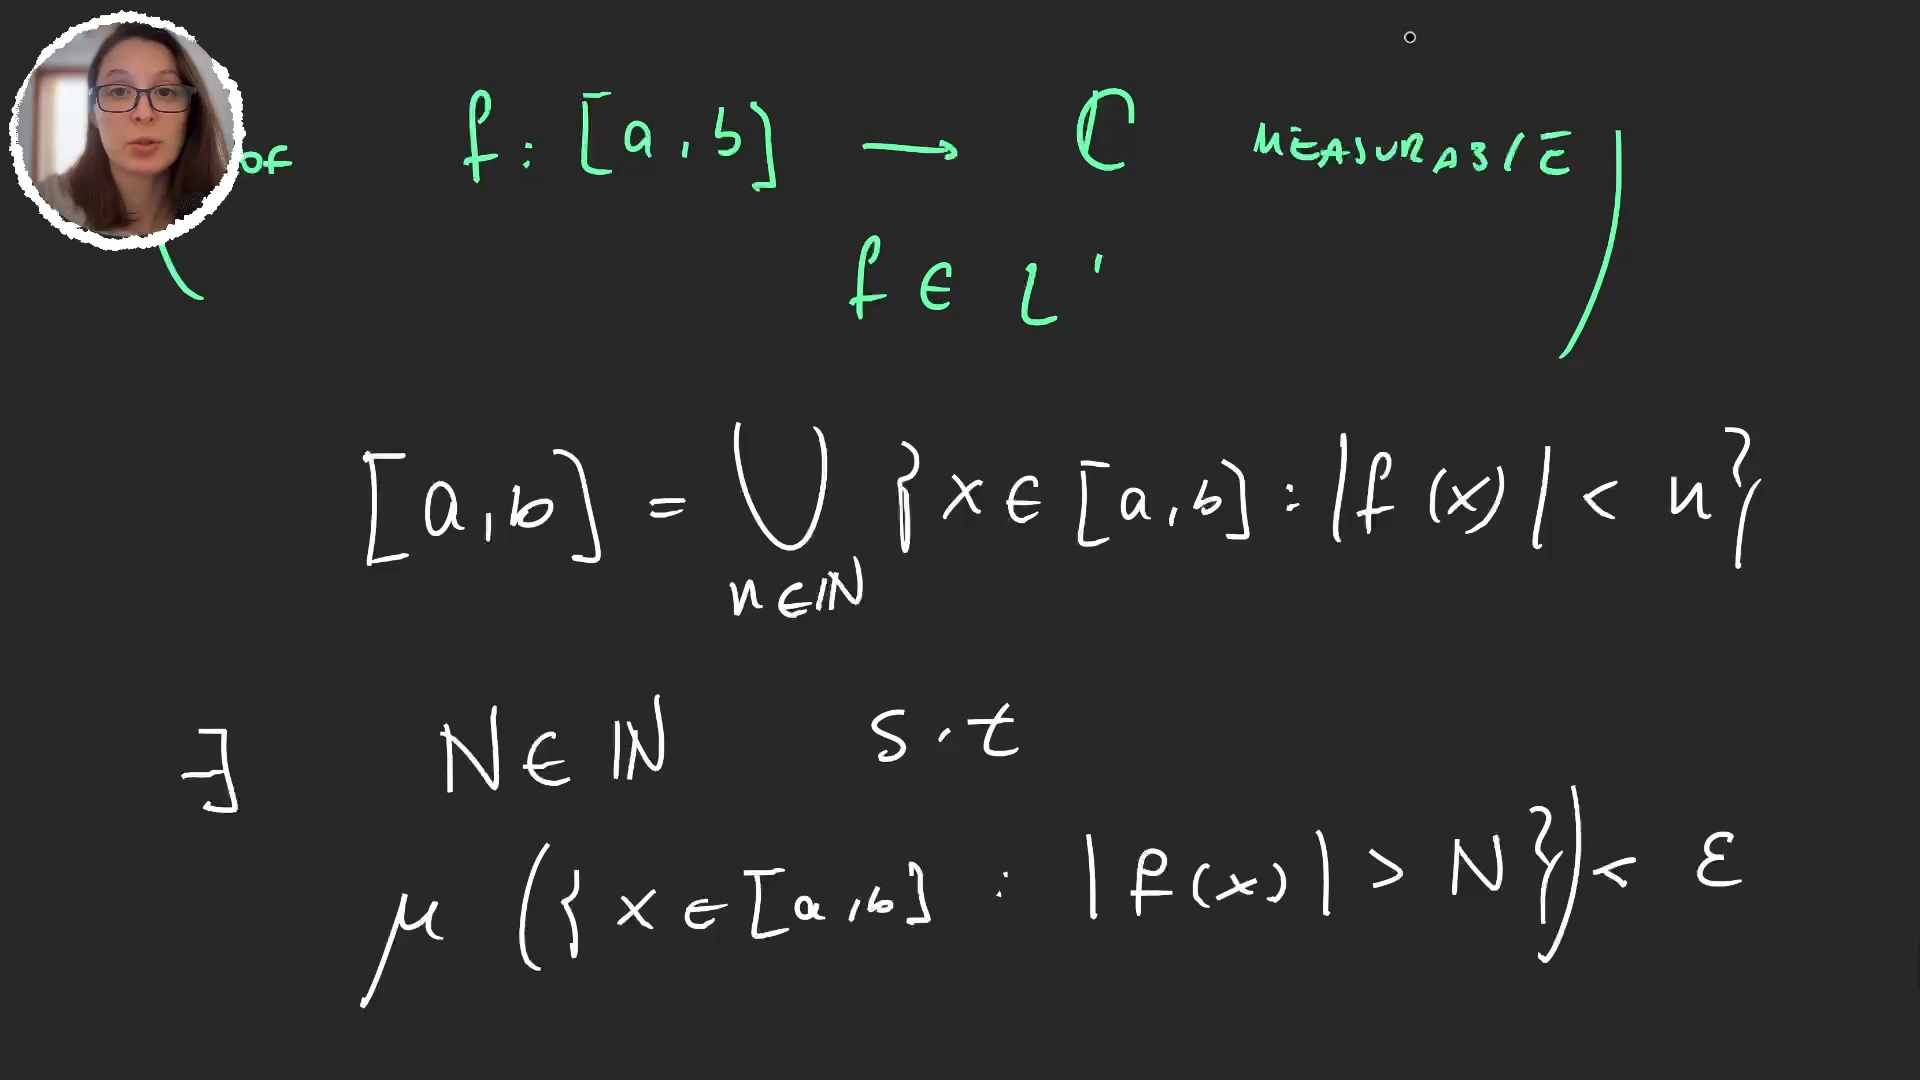 of f : [a, b] → ℂ MEASURABLE
f ∈ L¹
[a, b] = ⋃ { x ∈ [a, b] : |f(x)| < n }
n ∈ ℕ
∃ N ∈ ℕ s.t
μ ({ x ∈ [a, b] : |f(x)| > N }) < ε